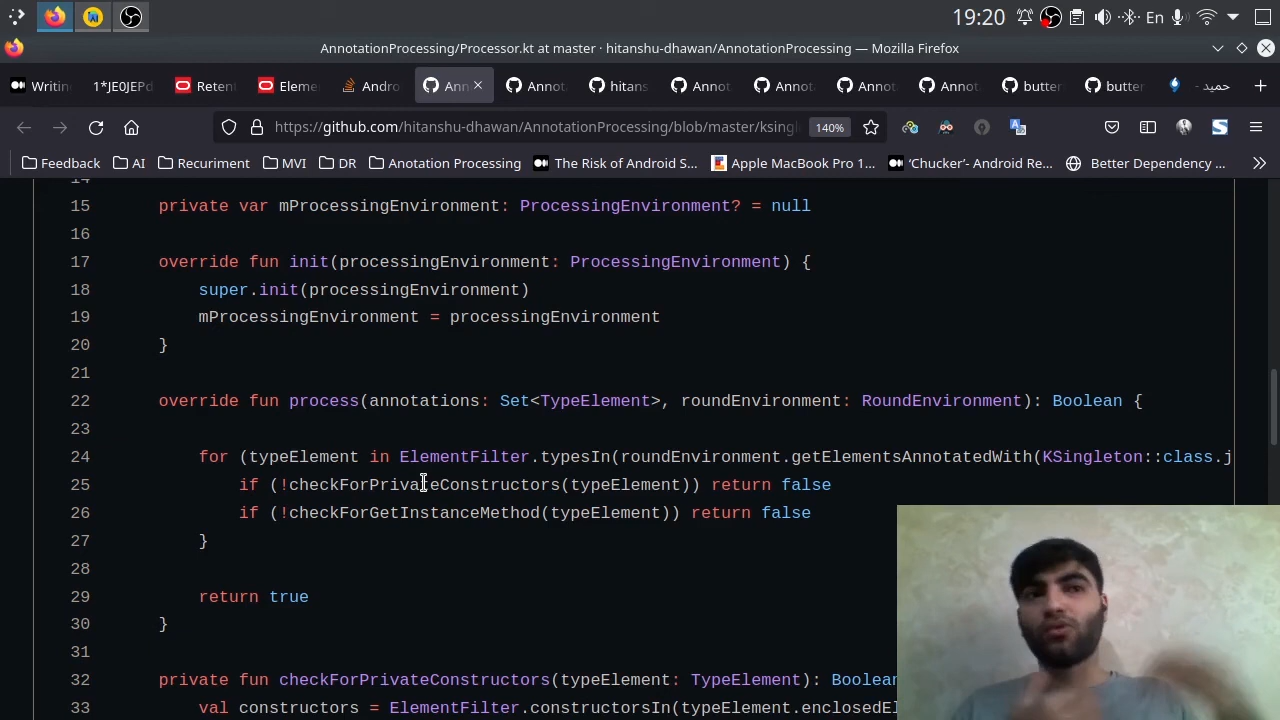 19:20 En
AnnotationProcessing/Processor.kt at master · hitanshu-dhawan/AnnotationProcessing — Mozilla Firefox
Writin 1*JE0JEPd Reten Eleme Andro Ann Annot hitans Annot Annot Annot Annot butter butter حمید -
https://github.com/hitanshu-dhawan/AnnotationProcessing/blob/master/ksingl 140%
Feedback AI Recuriment MVI DR Anotation Processing The Risk of Android S... Apple MacBook Pro 1... ‘Chucker’- Android Re... Better Dependency ...
14
15 private var mProcessingEnvironment: ProcessingEnvironment? = null
16
17 override fun init(processingEnvironment: ProcessingEnvironment) {
18 super.init(processingEnvironment)
19 mProcessingEnvironment = processingEnvironment
20 }
21
22 override fun process(annotations: Set<TypeElement>, roundEnvironment: RoundEnvironment): Boolean {
23
24 for (typeElement in ElementFilter.typesIn(roundEnvironment.getElementsAnnotatedWith(KSingleton::class.j
25 if (!checkForPrivateConstructors(typeElement)) return false
26 if (!checkForGetInstanceMethod(typeElement)) return false
27 }
28
29 return true
30 }
31
32 private fun checkForPrivateConstructors(typeElement: TypeElement): Boolean
33 val constructors = ElementFilter.constructorsIn(typeElement.enclosedEl